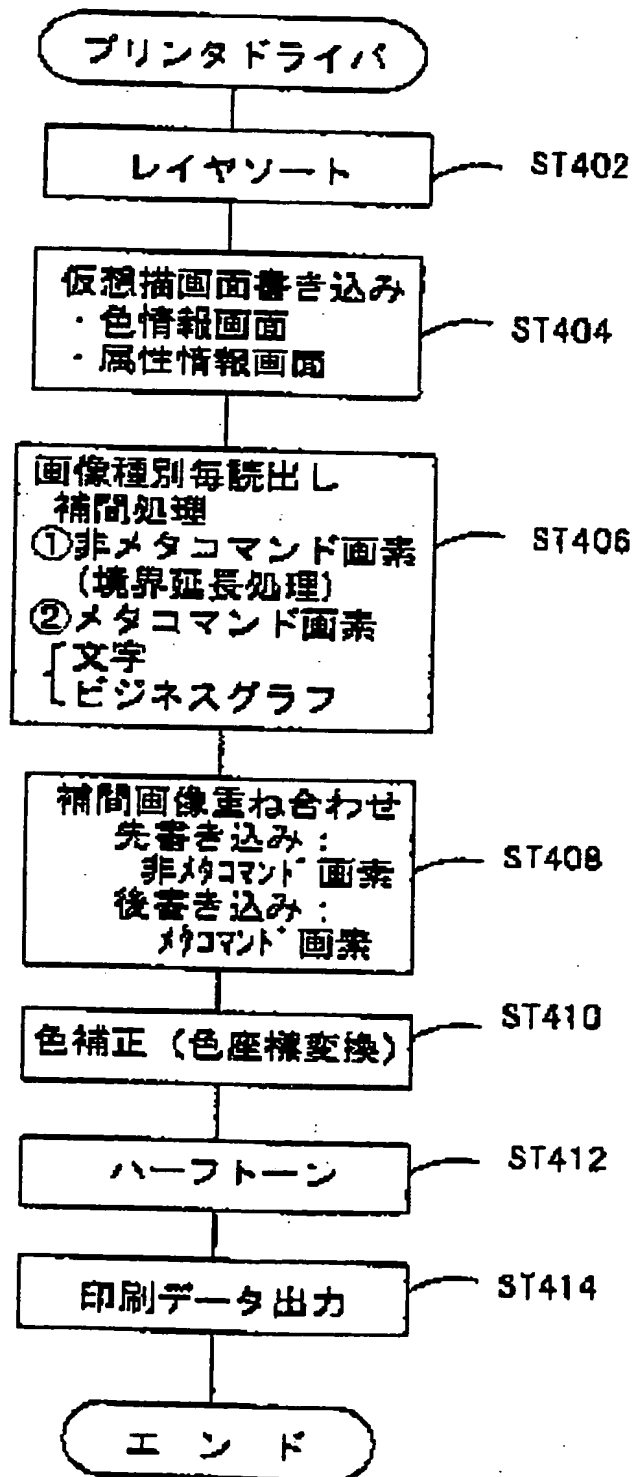 プリンタドライバ
レイヤソート
ST402
仮想描画面書き込み
・色情報画面
・属性情報画面
ST404
画像種別毎読出し
補間処理
①非メタコマンド画素
(境界延長処理)
②メタコマンド画素
文字
ビジネスグラフ
ST406
補間画像重ね合わせ
先書き込み：
非ﾒﾀｺﾏﾝﾄﾞ画素
後書き込み：
ﾒﾀｺﾏﾝﾄﾞ画素
ST408
色補正（色座標変換）
ST410
ハーフトーン
ST412
印刷データ出力
ST414
エンド